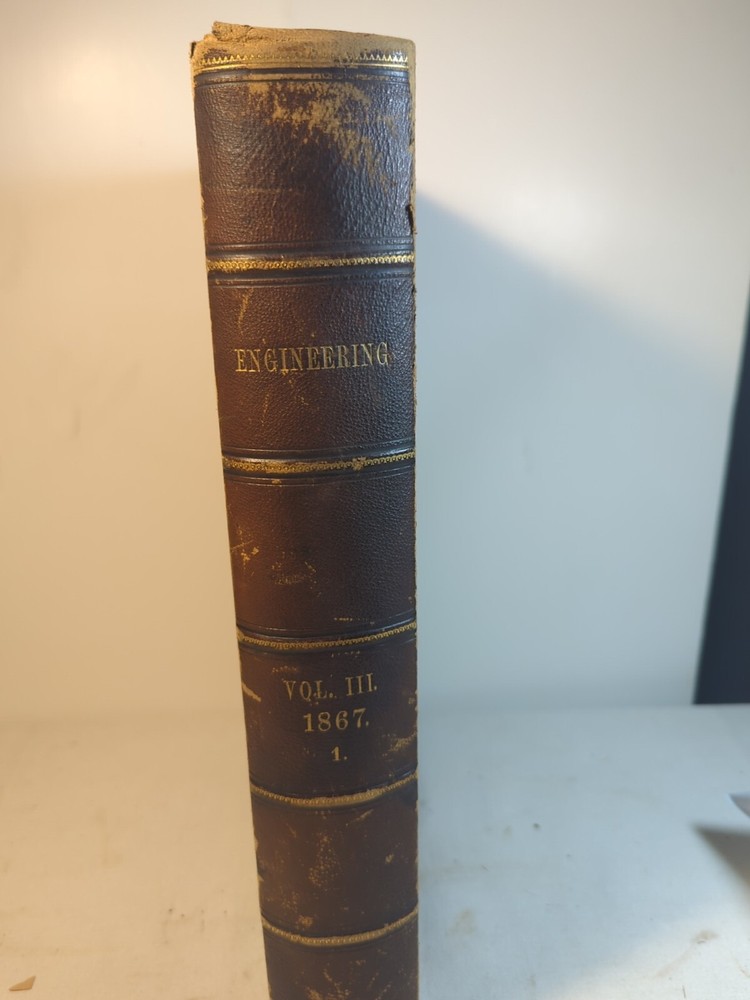 ENGINEERING
VOL. III.
1867.
1.